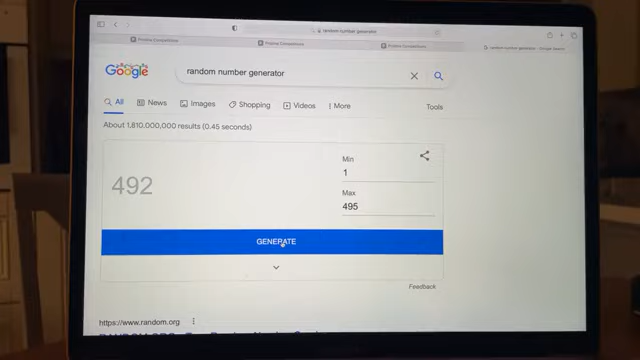 random number generator
Google
random number generator
All News Images Shopping Videos More
Tools
About 1,810,000,000 results (0.45 seconds)
Min
1
492
Max
495
GENERATE
Feedback
https://www.random.org